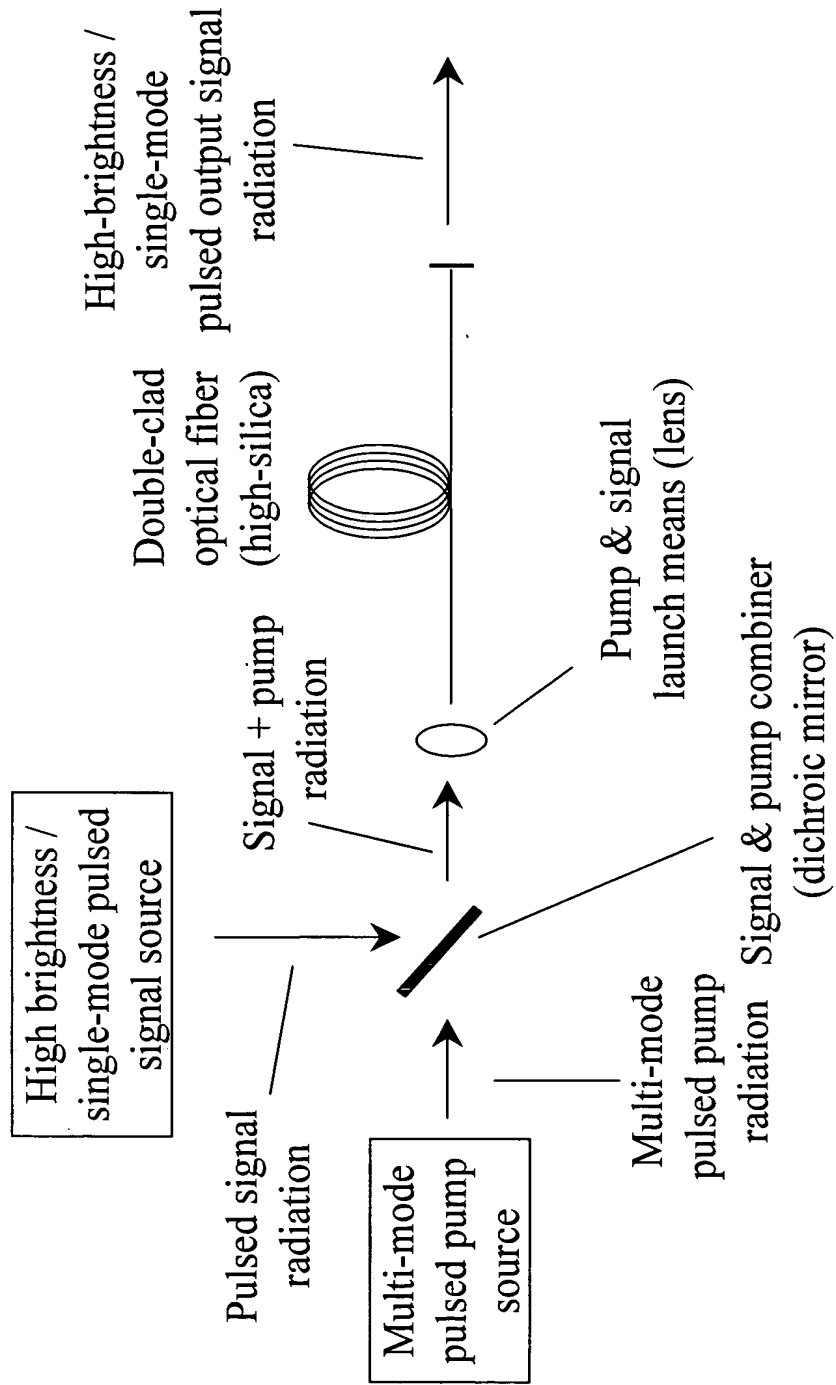 High brightness /
single-mode pulsed
signal source
Pulsed signal
radiation
Signal + pump
radiation
Double-clad
optical fiber
(high-silica)
High-brightness /
single-mode
pulsed output signal
radiation
Multi-mode
pulsed pump
source
Multi-mode
pulsed pump
radiation
Signal & pump combiner
(dichroic mirror)
Pump & signal
launch means (lens)